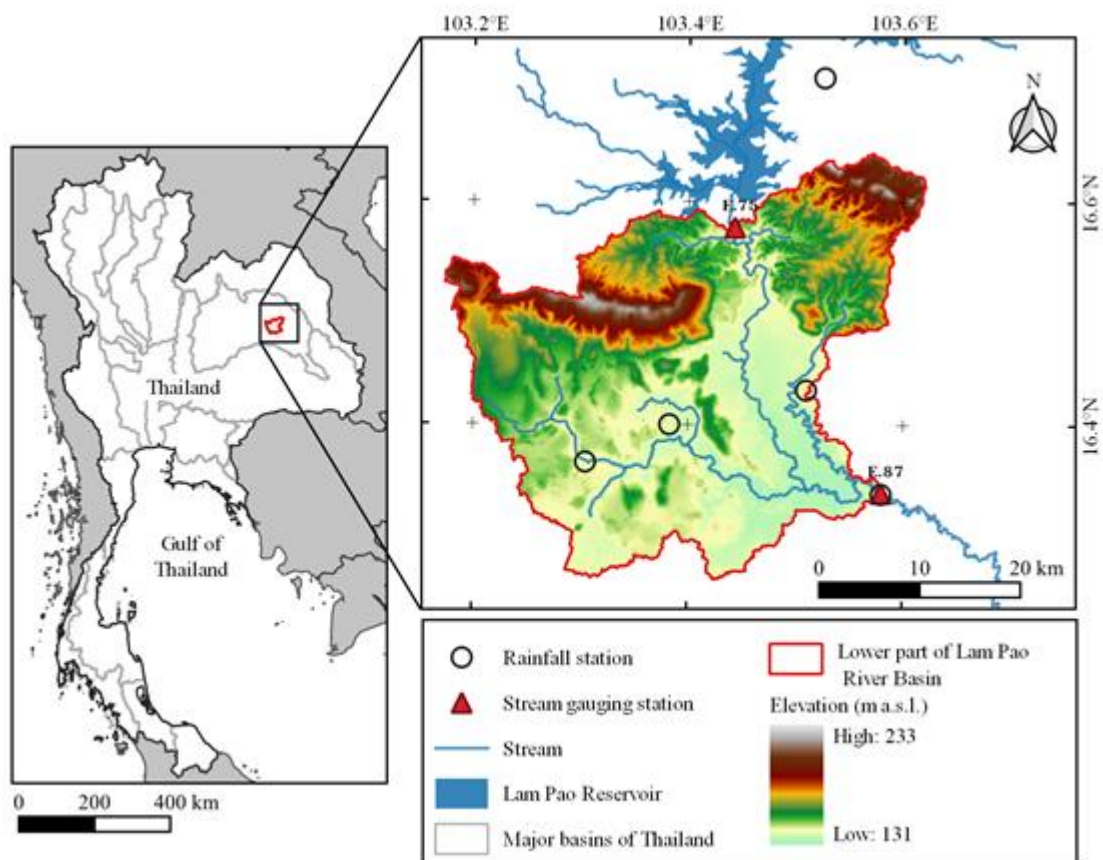 103.2°E
103.4°E
103.6°E
N
16.6°N
E.75
16.4°N
E.87
0
10
20 km
Thailand
Gulf of
Thailand
0
200
400 km
Rainfall station
Stream gauging station
Stream
Lam Pao Reservoir
Major basins of Thailand
Lower part of Lam Pao
River Basin
Elevation (m a.s.l.)
High: 233
Low: 131